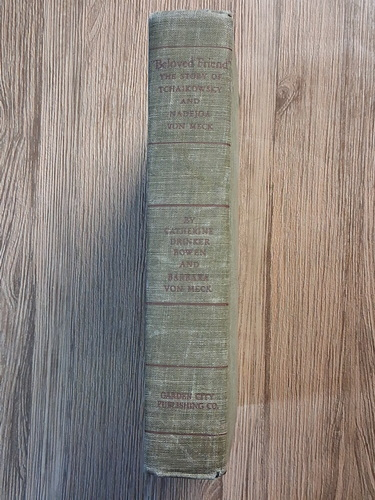 "Beloved Friend"
THE STORY OF
TCHAIKOWSKY
AND
NADEJDA
VON MECK
BY
CATHERINE
DRINKER
BOWEN
AND
BARBARA
VON MECK
GARDEN CITY
PUBLISHING CO.